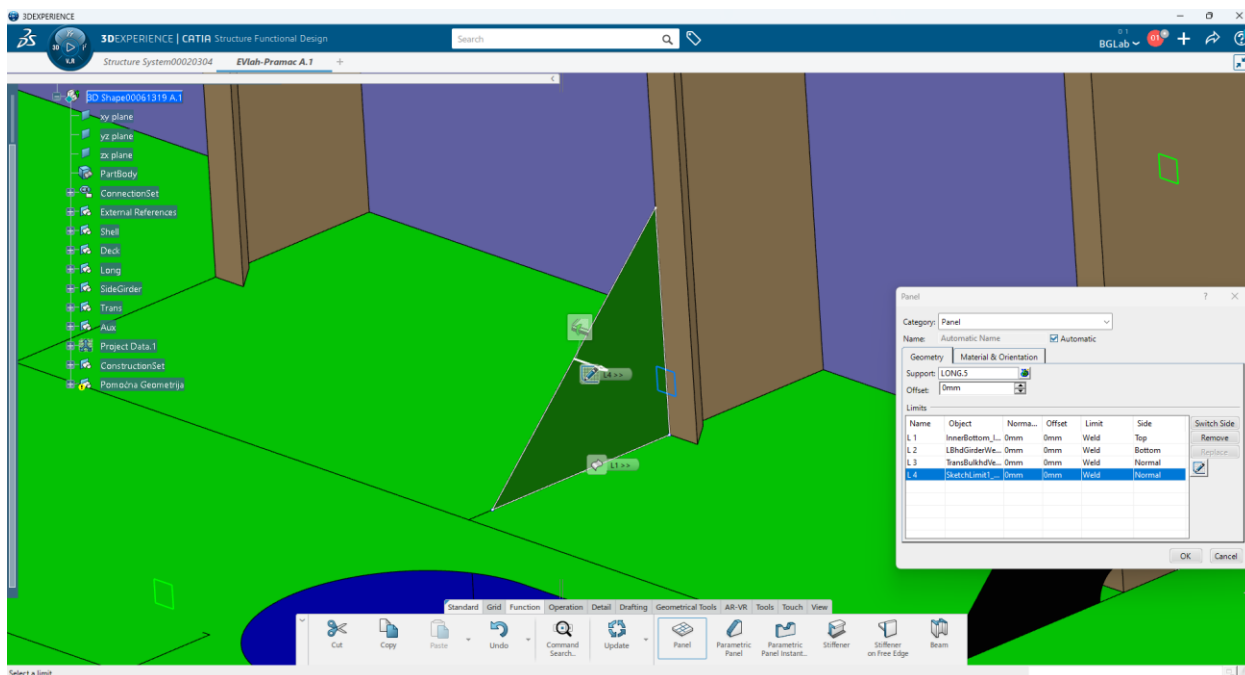 3DEXPERIENCE
3DEXPERIENCE | CATIA Structure Functional Design
Search
BGLab
Structure System00020304
EVlah-Pramac A.1
3D Shape00061319 A.1
xy plane
yz plane
zx plane
PartBody
ConnectionSet
External References
Shell
Deck
Long
SideGirder
Trans
Aux
Project Data.1
ConstructionSet
Pomoćna Geometrija
L4 >>
L1 >>
Panel
Category: Panel
Name: Automatic Name Automatic
Geometry Material & Orientation
Support: LONG.5
Offset: 0mm
Limits
Name Object Norma... Offset Limit Side
L 1 InnerBottom_I... 0mm 0mm Weld Top
L 2 LBhdGirderWe... 0mm 0mm Weld Bottom
L 3 TransBulkhdVe... 0mm 0mm Weld Normal
L 4 SketchLimit1_... 0mm 0mm Weld Normal
Switch Side
Remove
Replace
OK Cancel
Standard Grid Function Operation Detail Drafting Geometrical Tools AR-VR Tools Touch View
Cut Copy Paste Undo Command Search... Update Panel Parametric Panel Parametric Panel Instant... Stiffener Stiffener on Free Edge Beam
Select a limit